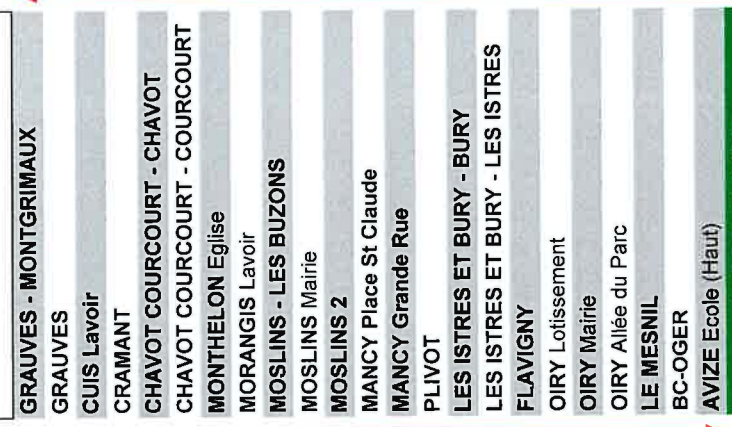 GRAUVES - MONTGRIMAUX
GRAUVES
CUIS Lavoir
CRAMANT
CHAVOT COURCOURT - CHAVOT
CHAVOT COURCOURT - COURCOURT
MONTHELON Eglise
MORANGIS Lavoir
MOSLINS - LES BUZONS
MOSLINS Mairie
MOSLINS 2
MANCY Place St Claude
MANCY Grande Rue
PLIVOT
LES ISTRES ET BURY - BURY
LES ISTRES ET BURY - LES ISTRES
FLAVIGNY
OIRY Lotissement
OIRY Mairie
OIRY Allée du Parc
LE MESNIL
BC-OGER
AVIZE Ecole (Haut)